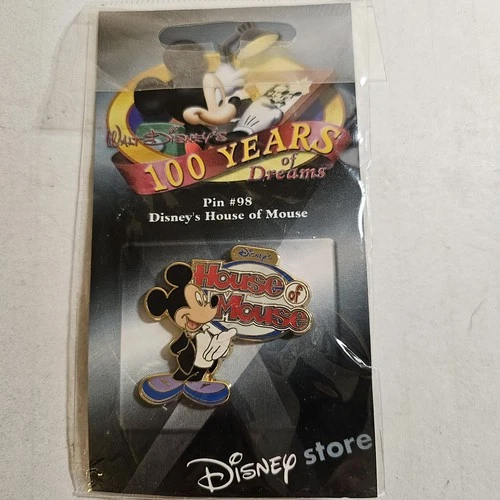 WALT DISNEY'S
100 YEARS
of
Dreams
Pin #98
Disney's House of Mouse
Disney's
House of
Mouse
Disney store